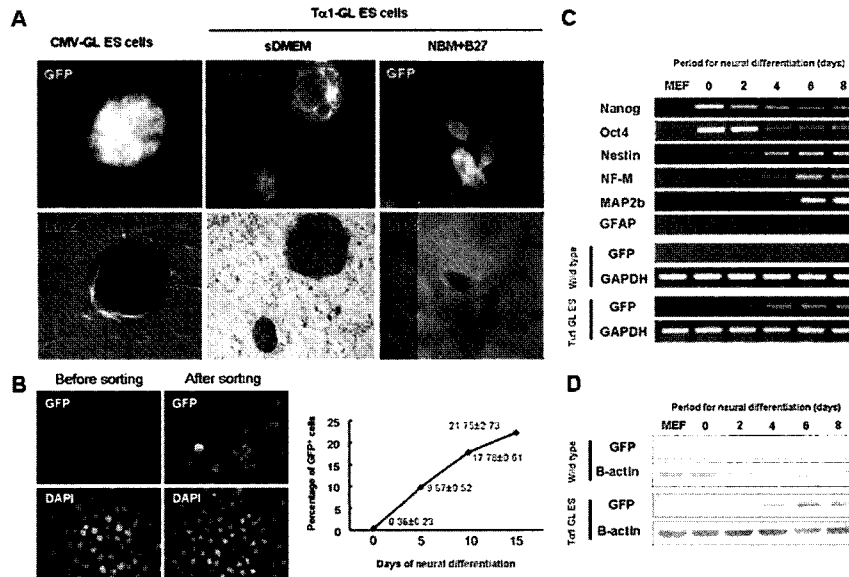 A
Tα1-GL ES cells
CMV-GL ES cells
sDMEM
NBM+B27
GFP
GFP
B
Before sorting
After sorting
GFP
GFP
DAPI
DAPI
Percentage of GFP⁺ cells
25
20
15
10
5
0
0.36±0.23
9.67±0.52
17.78±0.61
21.75±2.73
0 5 10 15
Days of neural differentiation
C
Period for neural differentiation (days)
MEF 0 2 4 6 8
Nanog
Oct4
Nestin
NF-M
MAP2b
GFAP
Wild type
GFP
GAPDH
Tα1 GL ES
GFP
GAPDH
D
Period for neural differentiation (days)
MEF 0 2 4 6 8
Wild type
GFP
B-actin
Tα1 GL ES
GFP
B-actin